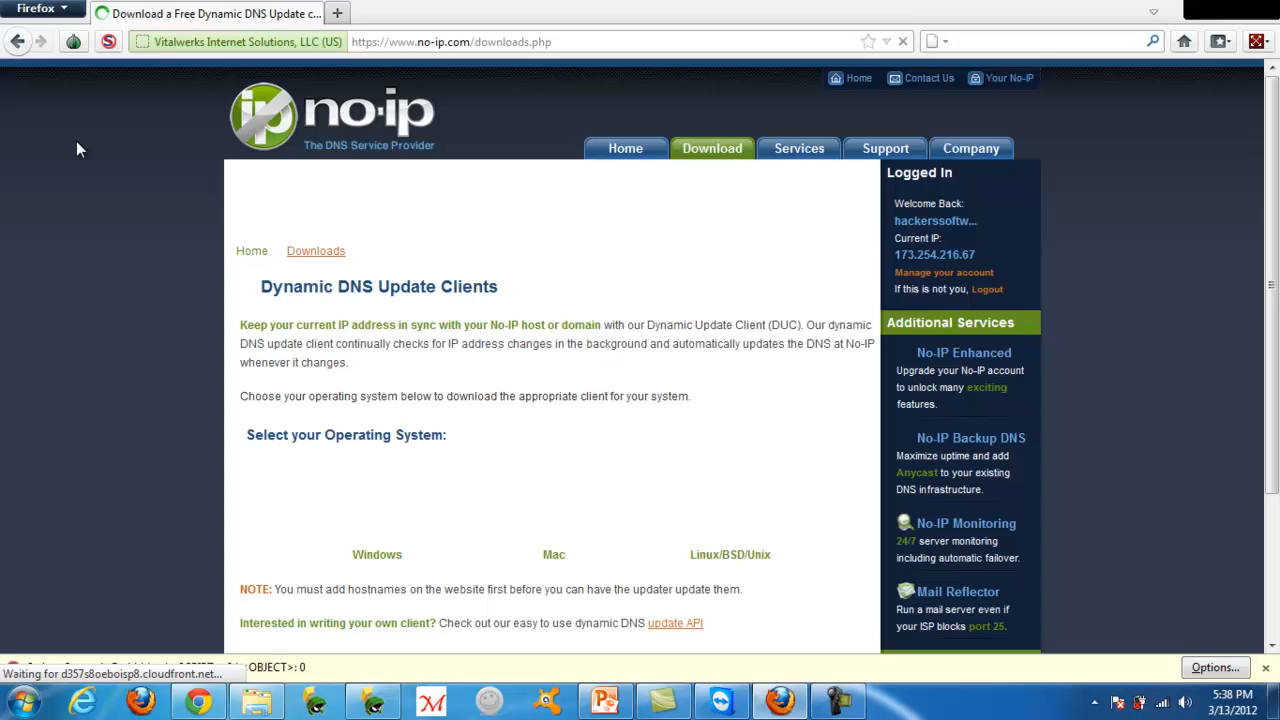 Firefox
Download a Free Dynamic DNS Update c...
Vitalwerks Internet Solutions, LLC (US)
https://www.no-ip.com/downloads.php
Home
Contact Us
Your No-IP
ip no·ip
The DNS Service Provider
Home
Download
Services
Support
Company
Home
Downloads
Dynamic DNS Update Clients
Keep your current IP address in sync with your No-IP host or domain with our Dynamic Update Client (DUC). Our dynamic
DNS update client continually checks for IP address changes in the background and automatically updates the DNS at No-IP
whenever it changes.
Choose your operating system below to download the appropriate client for your system.
Select your Operating System:
Windows
Mac
Linux/BSD/Unix
NOTE: You must add hostnames on the website first before you can have the updater update them.
Interested in writing your own client? Check out our easy to use dynamic DNS update API
Logged In
Welcome Back:
hackerssoftw...
Current IP:
173.254.216.67
Manage your account
If this is not you, Logout
Additional Services
No-IP Enhanced
Upgrade your No-IP account
to unlock many exciting
features.
No-IP Backup DNS
Maximize uptime and add
Anycast to your existing
DNS infrastructure.
No-IP Monitoring
24/7 server monitoring
including automatic failover.
Mail Reflector
Run a mail server even if
your ISP blocks port 25.
OBJECT>: 0
Options...
Waiting for d357s8oeboisp8.cloudfront.net...
5:38 PM
3/13/2012